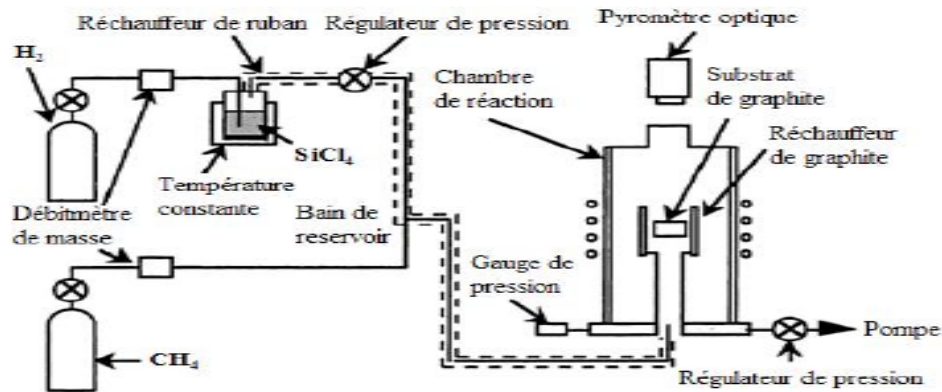 Réchauffeur de ruban
Régulateur de pression
Pyromètre optique
H₂
Chambre
de réaction
Substrat
de graphite
Réchauffeur
de graphite
SiCl₄
Température
constante
Débitmètre
de masse
Bain de
reservoir
Gauge de
pression
Pompe
CH₄
Régulateur de pression